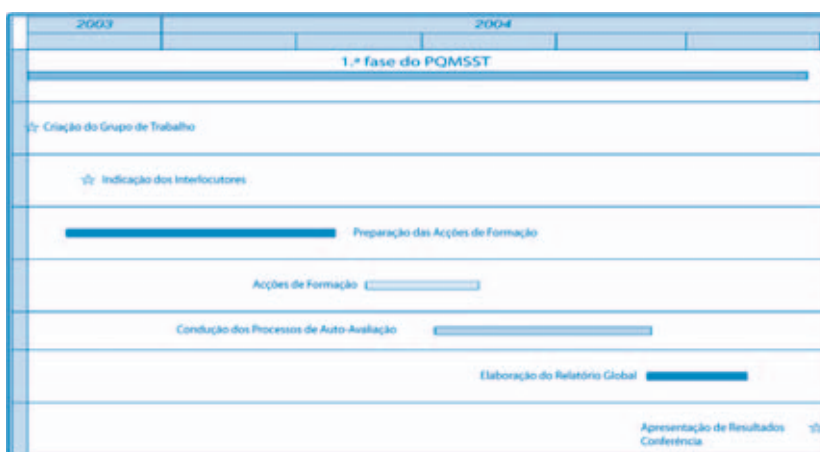 2003 2004
1.ª fase do PQMSST
Criação do Grupo de Trabalho
Indicação dos Interlocutores
Preparação das Acções de Formação
Acções de Formação
Condução dos Processos de Auto-Avaliação
Elaboração do Relatório Global
Apresentação de Resultados
Conferência